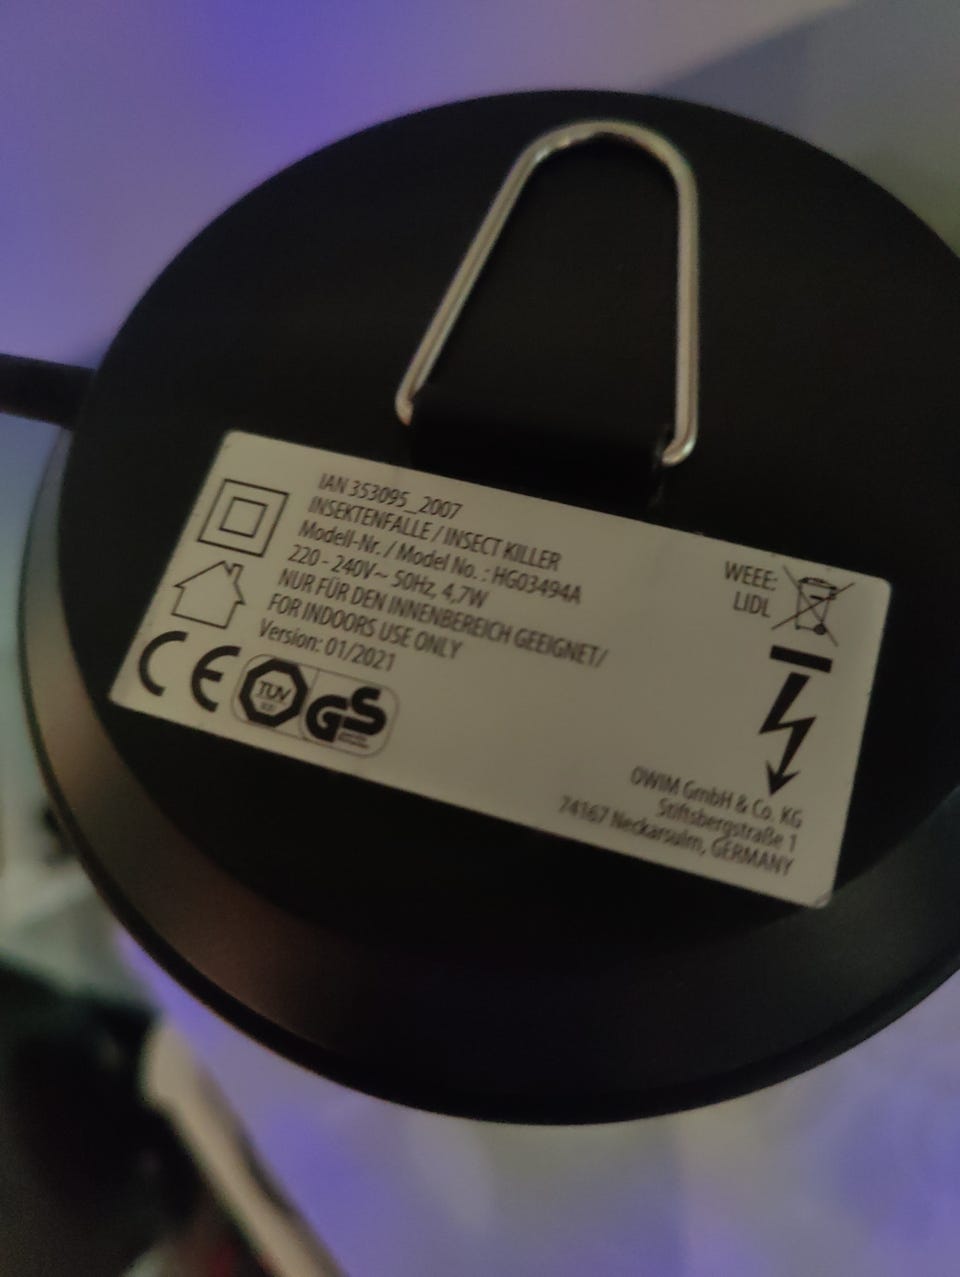 IAN 353095_2007
INSEKTENFALLE / INSECT KILLER
Modell-Nr. / Model No. : HG03494A
220 - 240V~ 50Hz, 4,7W
NUR FÜR DEN INNENBEREICH GEEIGNET/
FOR INDOORS USE ONLY
Version: 01/2021
CE
TÜV
GS
WEEE:
LIDL
OWIM GmbH & Co. KG
Stiftsbergstraße 1
74167 Neckarsulm, GERMANY